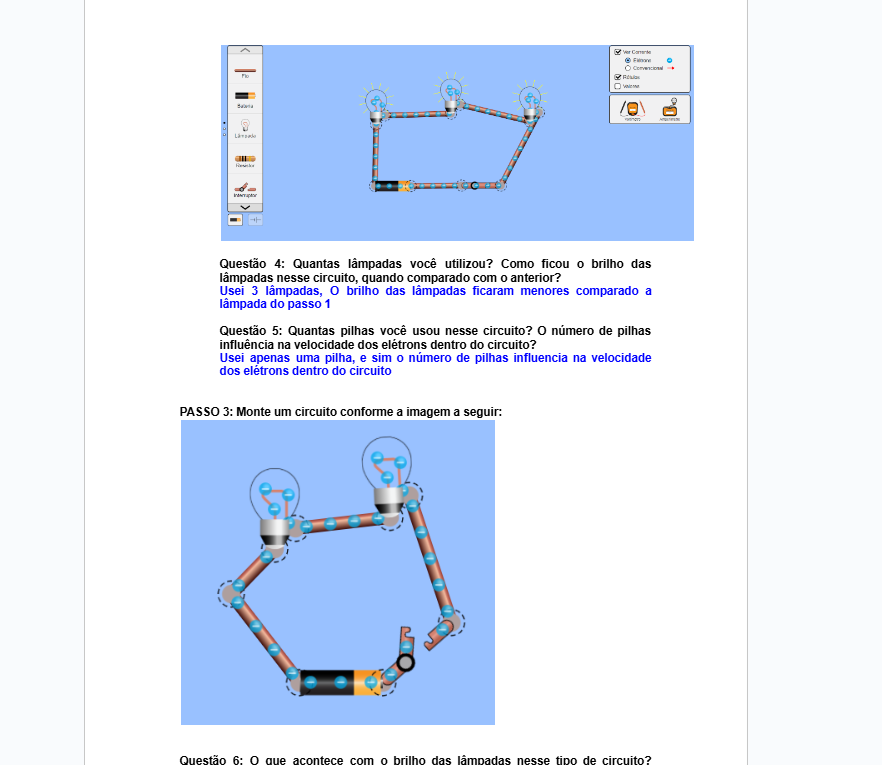 Ver Corrente
Elétrons
Convencional
Rótulos
Valores
Fio
Bateria
Lâmpada
Resistor
Interruptor
Questão 4: Quantas lâmpadas você utilizou? Como ficou o brilho das
lâmpadas nesse circuito, quando comparado com o anterior?
Usei 3 lâmpadas, O brilho das lâmpadas ficaram menores comparado a
lâmpada do passo 1
Questão 5: Quantas pilhas você usou nesse circuito? O número de pilhas
influência na velocidade dos elétrons dentro do circuito?
Usei apenas uma pilha, e sim o número de pilhas influencia na velocidade
dos elétrons dentro do circuito
PASSO 3: Monte um circuito conforme a imagem a seguir:
Questão 6: O que acontece com o brilho das lâmpadas nesse tipo de circuito?